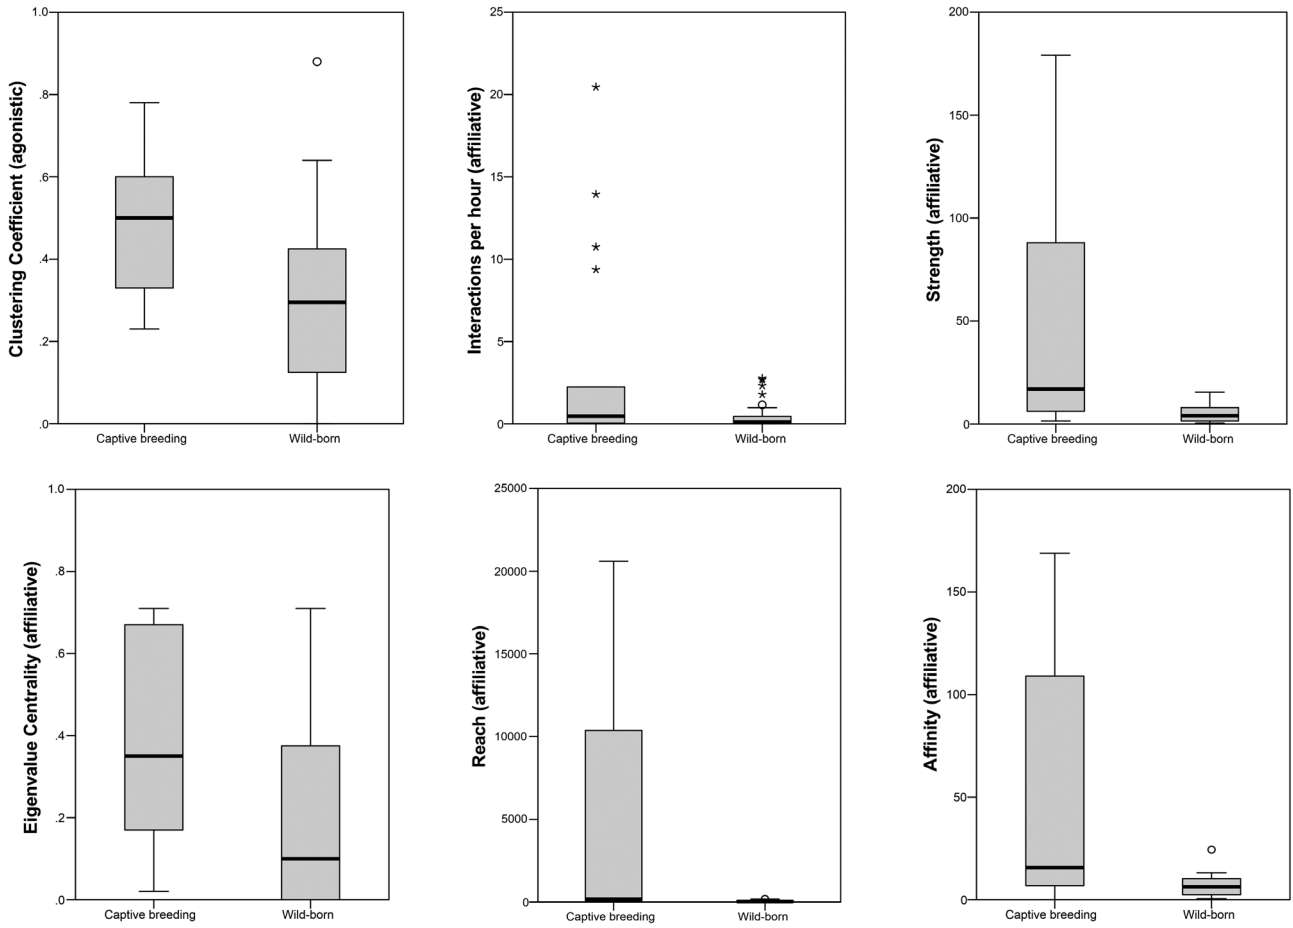 Clustering Coefficient (agonistic)
1.0
.8
.6
.4
.2
.0
Captive breeding
Wild-born
Interactions per hour (affiliative)
25
20
15
10
5
0
Captive breeding
Wild-born
Strength (affiliative)
200
150
100
50
0
Captive breeding
Wild-born
Eigenvalue Centrality (affiliative)
1.0
.8
.6
.4
.2
.0
Captive breeding
Wild-born
Reach (affiliative)
25000
20000
15000
10000
5000
0
Captive breeding
Wild-born
Affinity (affiliative)
200
150
100
50
0
Captive breeding
Wild-born